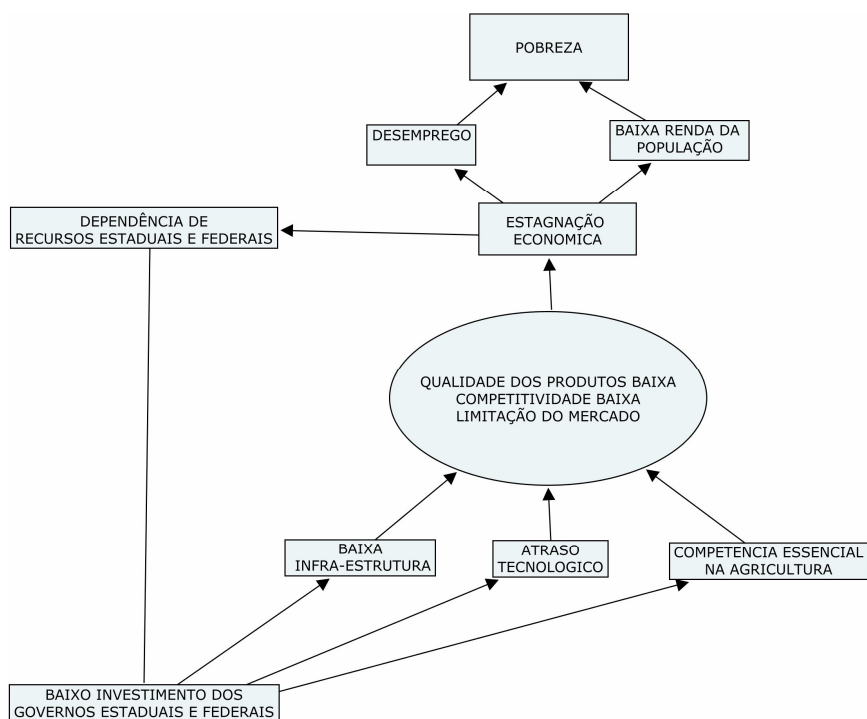 POBREZA
DESEMPREGO
BAIXA RENDA DA
POPULAÇÃO
DEPENDÊNCIA DE
RECURSOS ESTADUAIS E FEDERAIS
ESTAGNAÇÃO
ECONOMICA
QUALIDADE DOS PRODUTOS BAIXA
COMPETITIVIDADE BAIXA
LIMITAÇÃO DO MERCADO
BAIXA
INFRA-ESTRUTURA
ATRASO
TECNOLOGICO
COMPETENCIA ESSENCIAL
NA AGRICULTURA
BAIXO INVESTIMENTO DOS
GOVERNOS ESTADUAIS E FEDERAIS